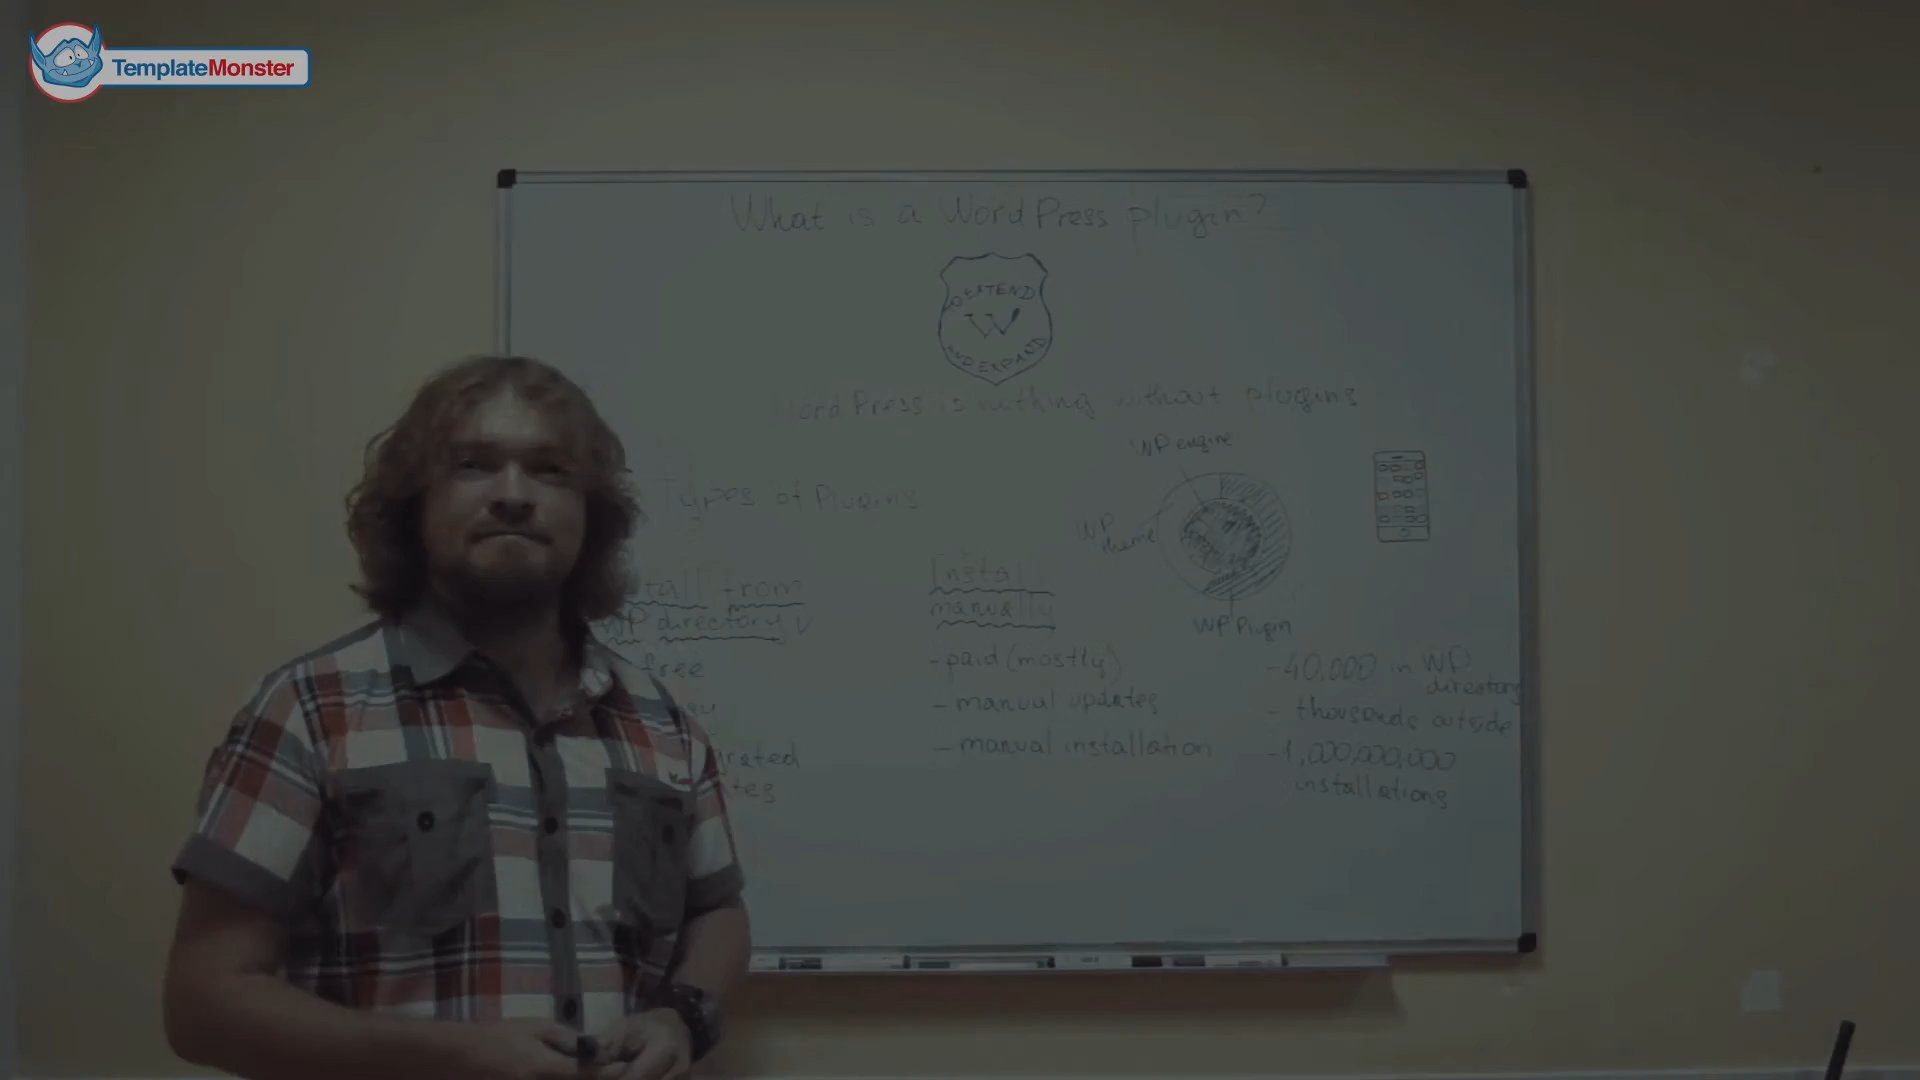 TemplateMonster
What is a WordPress plugin?
EXTEND
W
AND EXPAND
WordPress is nothing without plugins
WP engine
Types of Plugins
WP theme
from
WP directory
Install
manually
WP Plugin
free
- paid (mostly)
- 40,000 in WP
directory
- manual updates
- thousands outside
- manual installation
- 1,000,000,000
installations